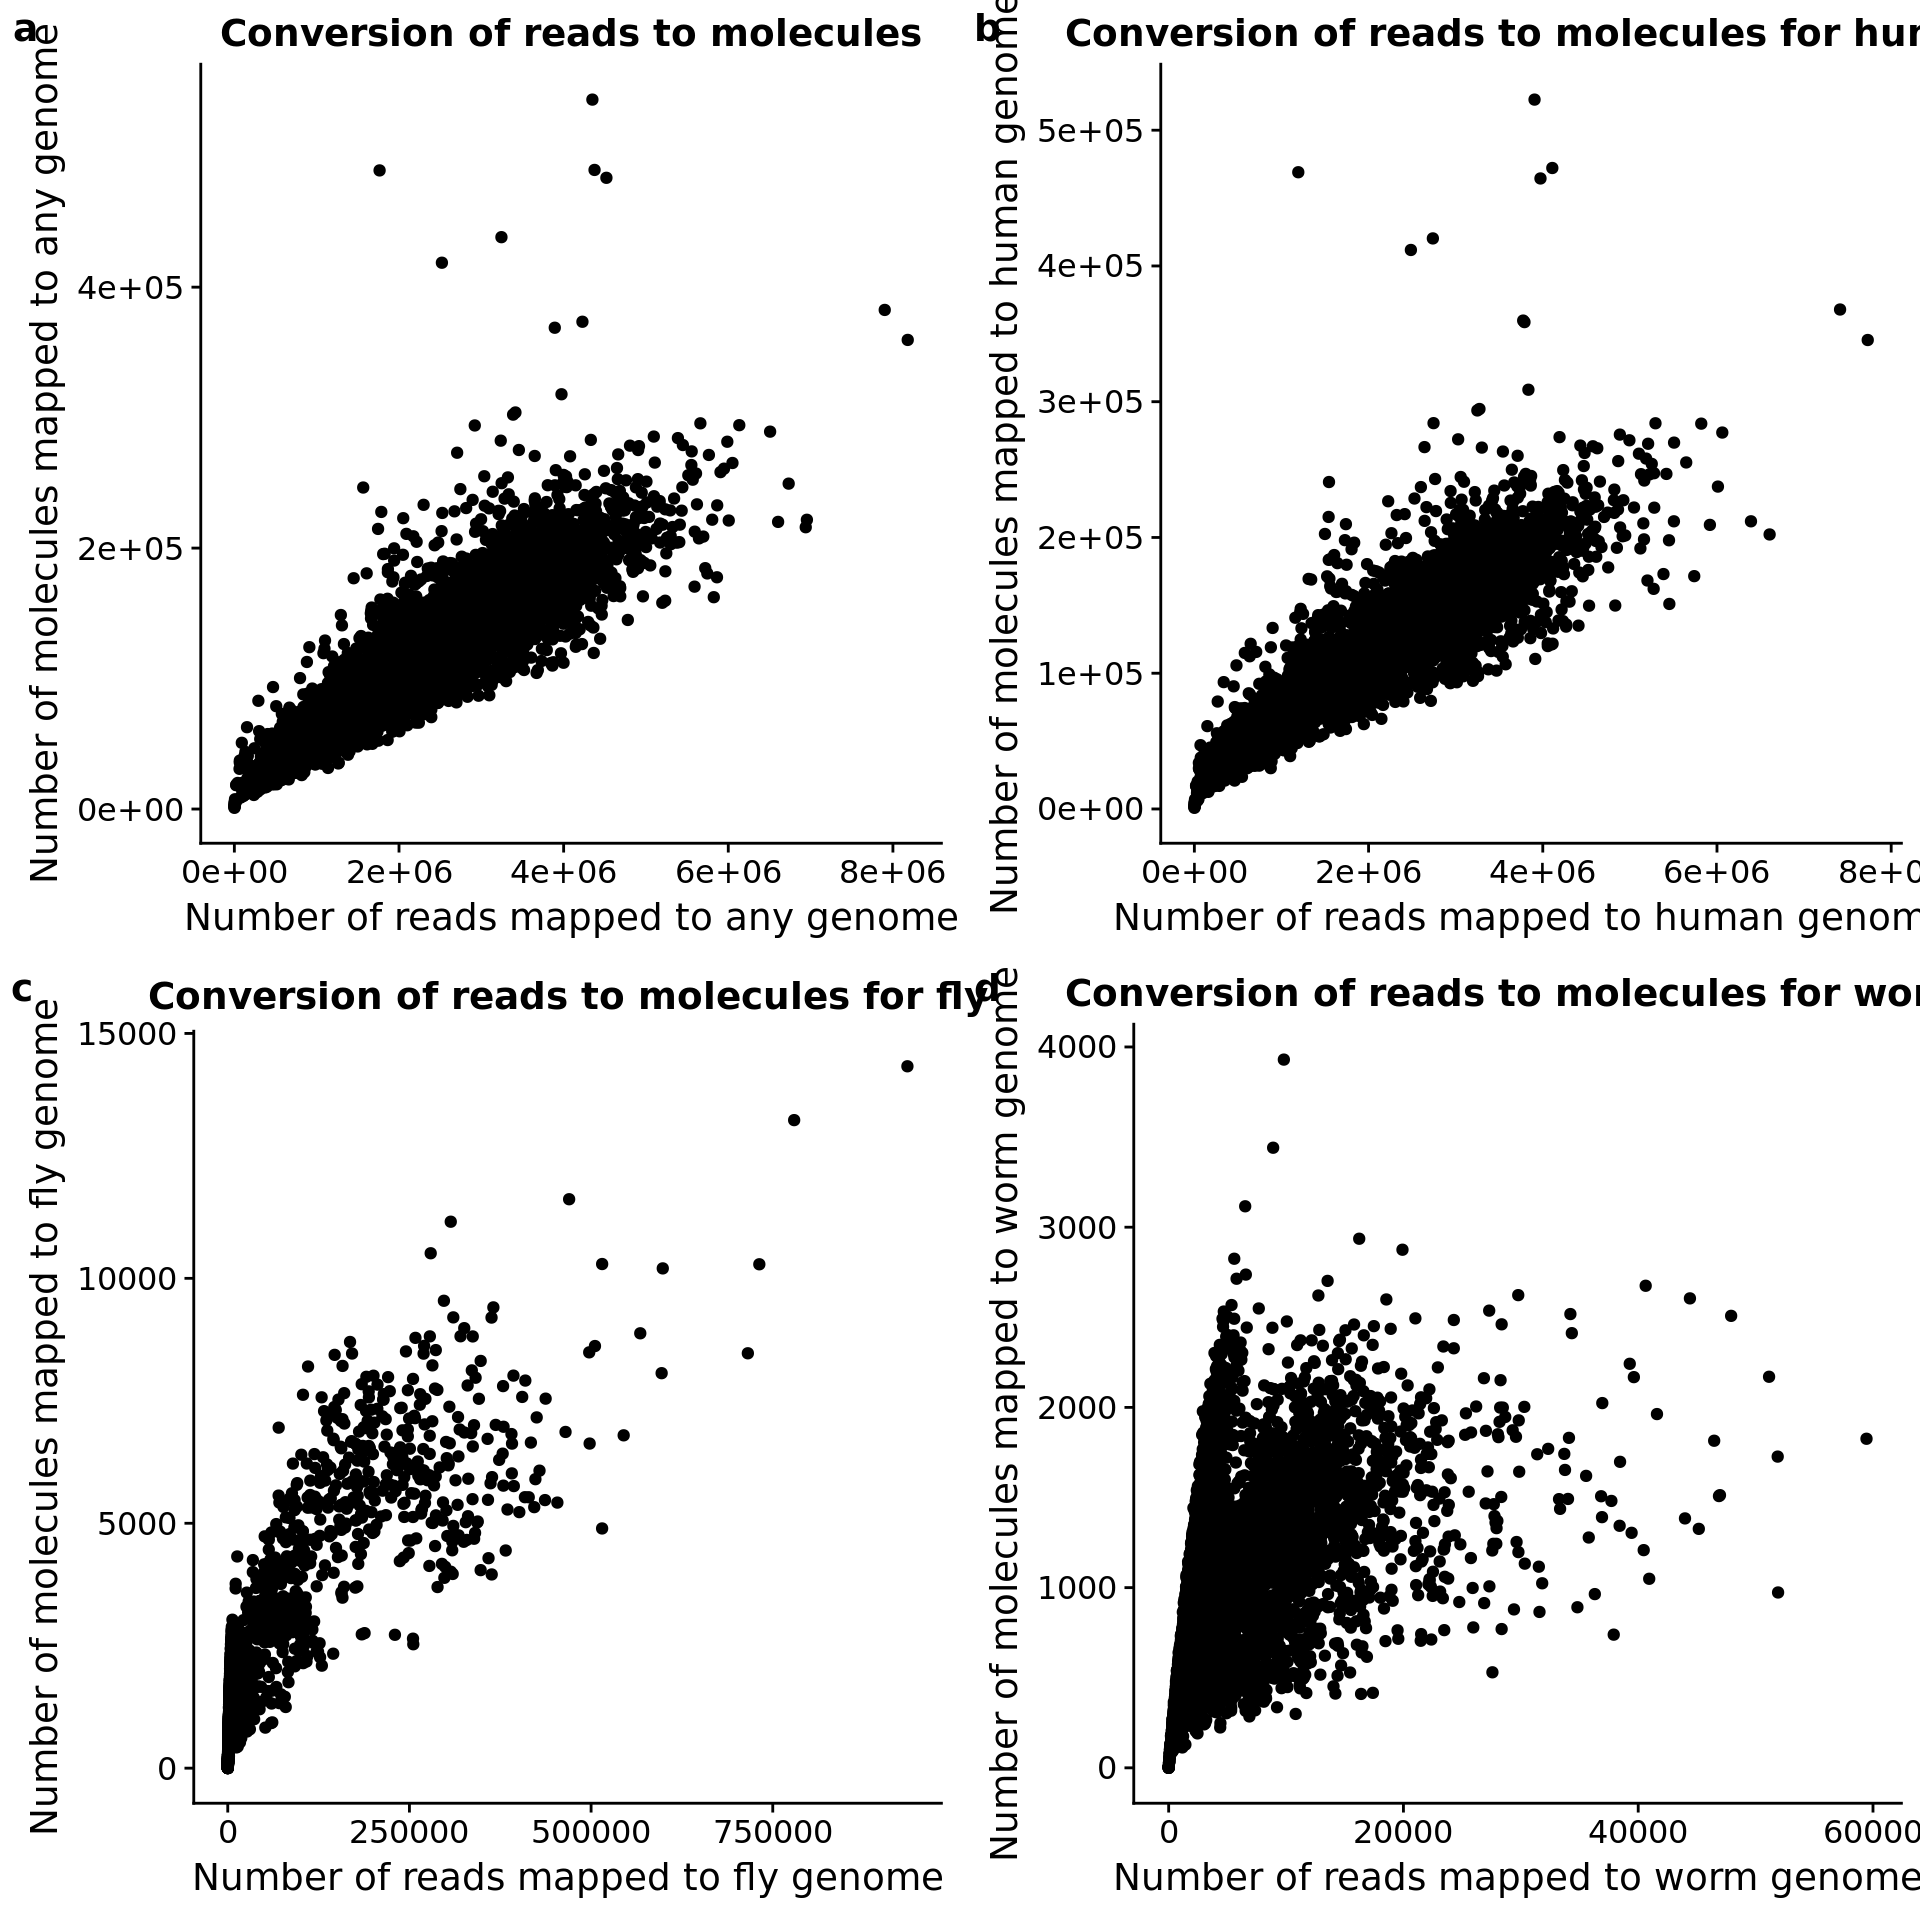 a
Conversion of reads to molecules
Number of molecules mapped to any genome
4e+05
2e+05
0e+00
0e+00 2e+06 4e+06 6e+06 8e+06
Number of reads mapped to any genome
b
Conversion of reads to molecules for hum
Number of molecules mapped to human genome
5e+05
4e+05
3e+05
2e+05
1e+05
0e+00
0e+00 2e+06 4e+06 6e+06 8e+0
Number of reads mapped to human genom
c
Conversion of reads to molecules for fly
Number of molecules mapped to fly genome
15000
10000
5000
0
0 250000 500000 750000
Number of reads mapped to fly genome
d
Conversion of reads to molecules for wor
Number of molecules mapped to worm genome
4000
3000
2000
1000
0
0 20000 40000 60000
Number of reads mapped to worm genome